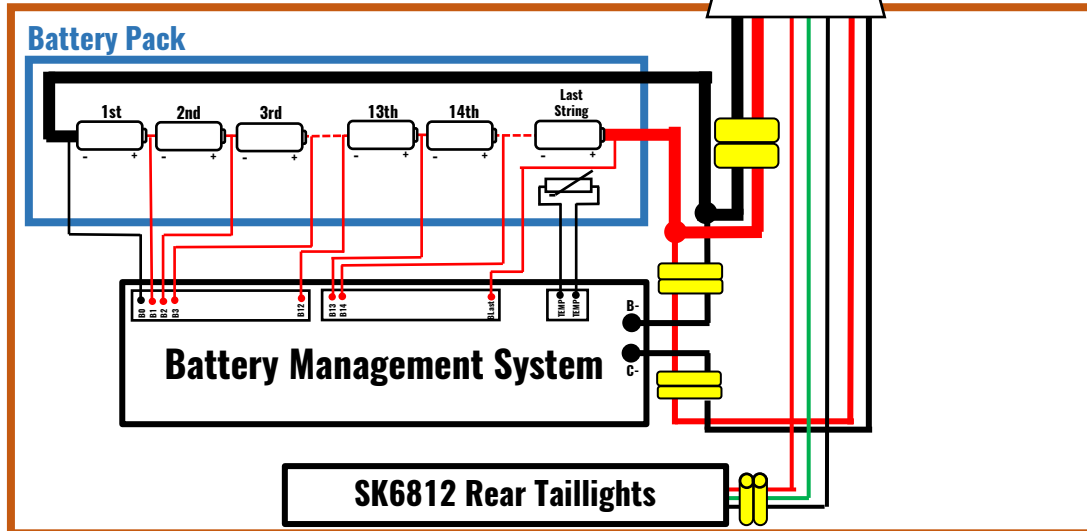 Battery Pack
1st
2nd
3rd
13th
14th
Last
String
- +
- +
- +
- +
- +
- +
B0
B1
B2
B3
B12
B13
B14
BLast
TEMP
TEMP
B-
C-
Battery Management System
SK6812 Rear Taillights